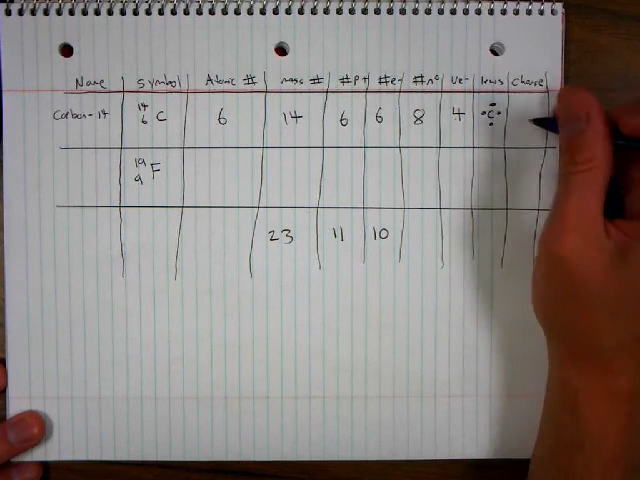 Name Symbol Atomic # mass # #p+ #e- #n° Ve- lewis Charge
Carbon-14 14 6 C 6 14 6 6 8 4 C
19 9 F
23 11 10